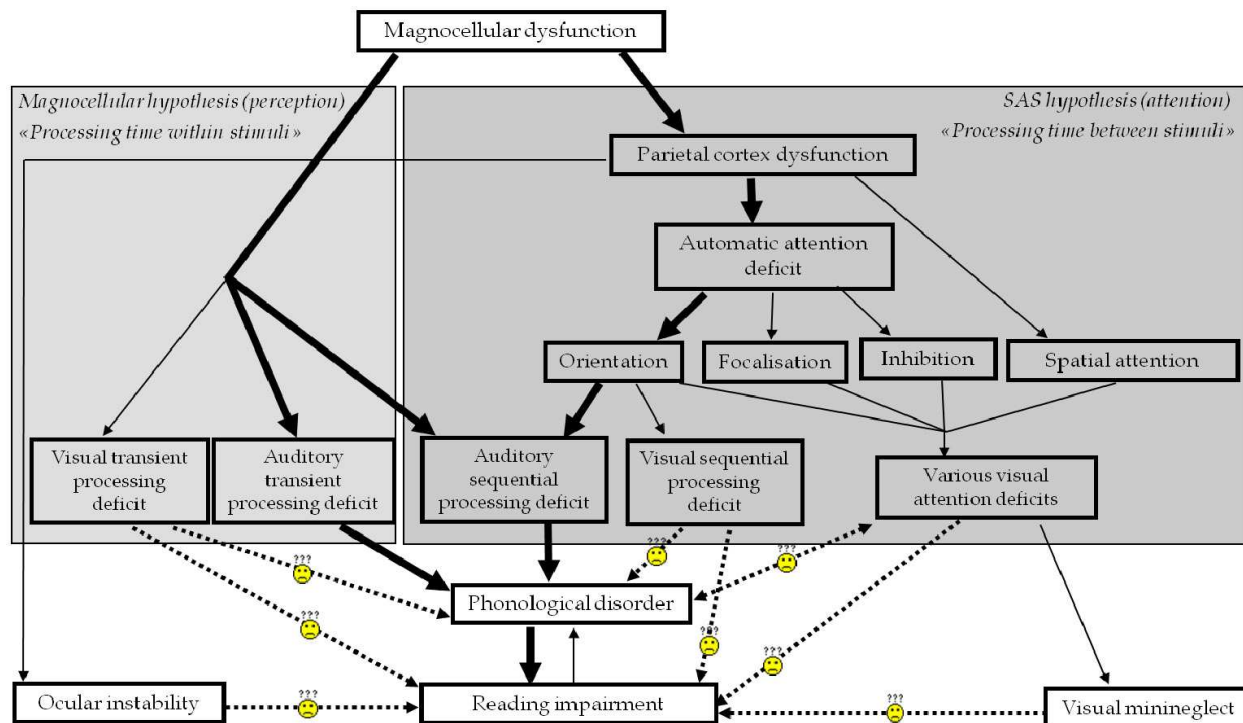 Magnocellular dysfunction
Magnocellular hypothesis (perception)
«Processing time within stimuli»
SAS hypothesis (attention)
«Processing time between stimuli»
Parietal cortex dysfunction
Automatic attention
deficit
Orientation
Focalisation
Inhibition
Spatial attention
Visual transient
processing
deficit
Auditory
transient
processing deficit
Auditory
sequential
processing deficit
Visual sequential
processing
deficit
Various visual
attention deficits
???
???
???
???
???
???
???
???
Phonological disorder
Ocular instability
Reading impairment
Visual minineglect